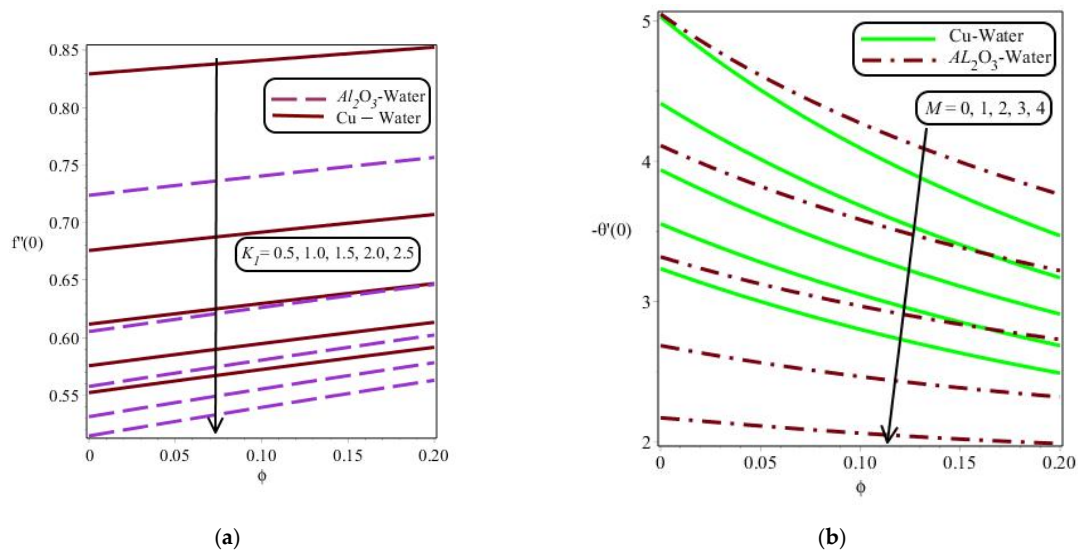 0.85
0.80
0.75
0.70
0.65
0.60
0.55
f''(0)
Al₂O₃-Water
Cu – Water
K₁= 0.5, 1.0, 1.5, 2.0, 2.5
0 0.05 0.10 0.15 0.20
ϕ
(a)
5
4
3
2
-θ'(0)
Cu-Water
AL₂O₃-Water
M = 0, 1, 2, 3, 4
0 0.05 0.10 0.15 0.20
ϕ
(b)